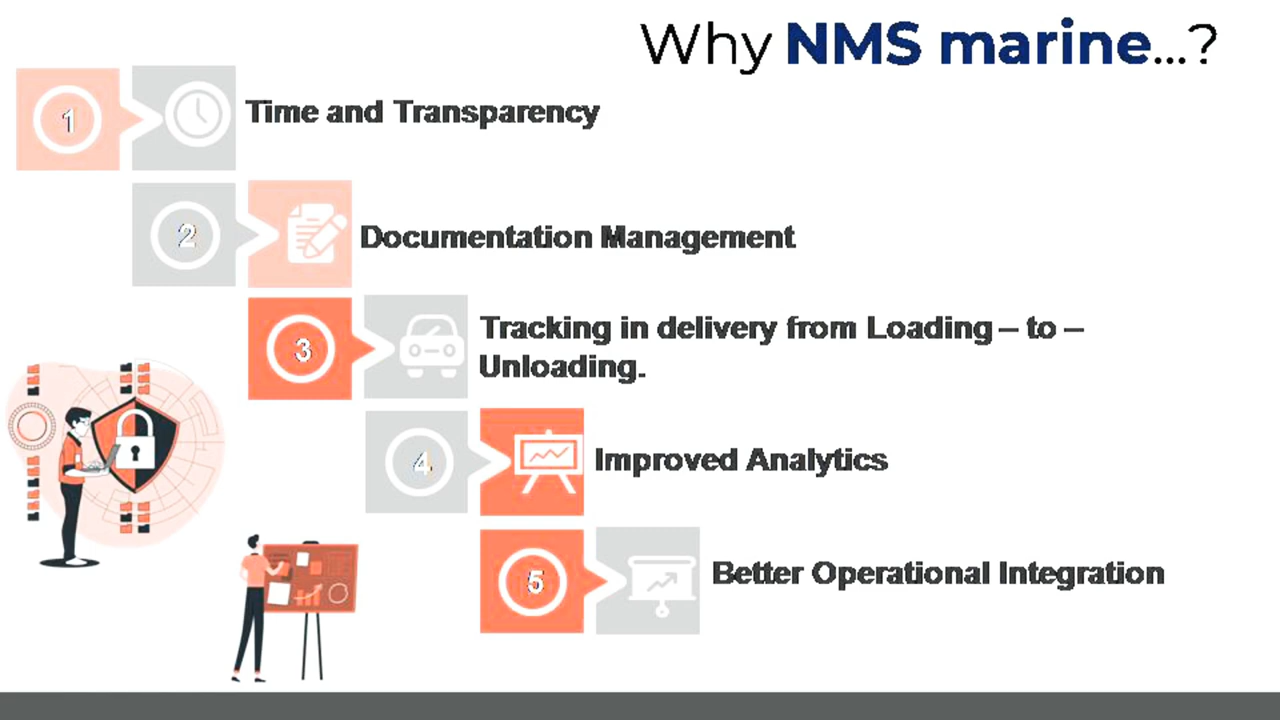 Why NMS marine...?
1
Time and Transparency
2
Documentation Management
3
Tracking in delivery from Loading – to –
Unloading.
4
Improved Analytics
5
Better Operational Integration